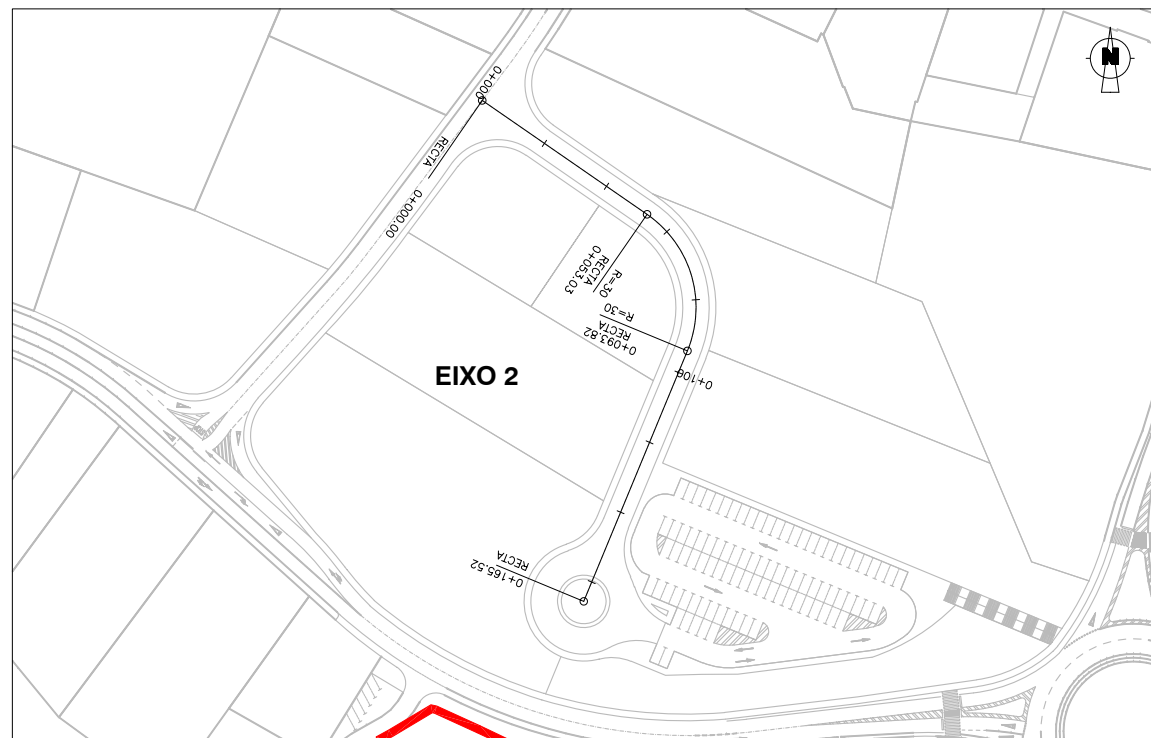 N
0+000
RECTA
0+000.00
R=30
RECTA
0+053.03
R=30
RECTA
0+093.82
0+100
EIXO 2
RECTA
0+165.52